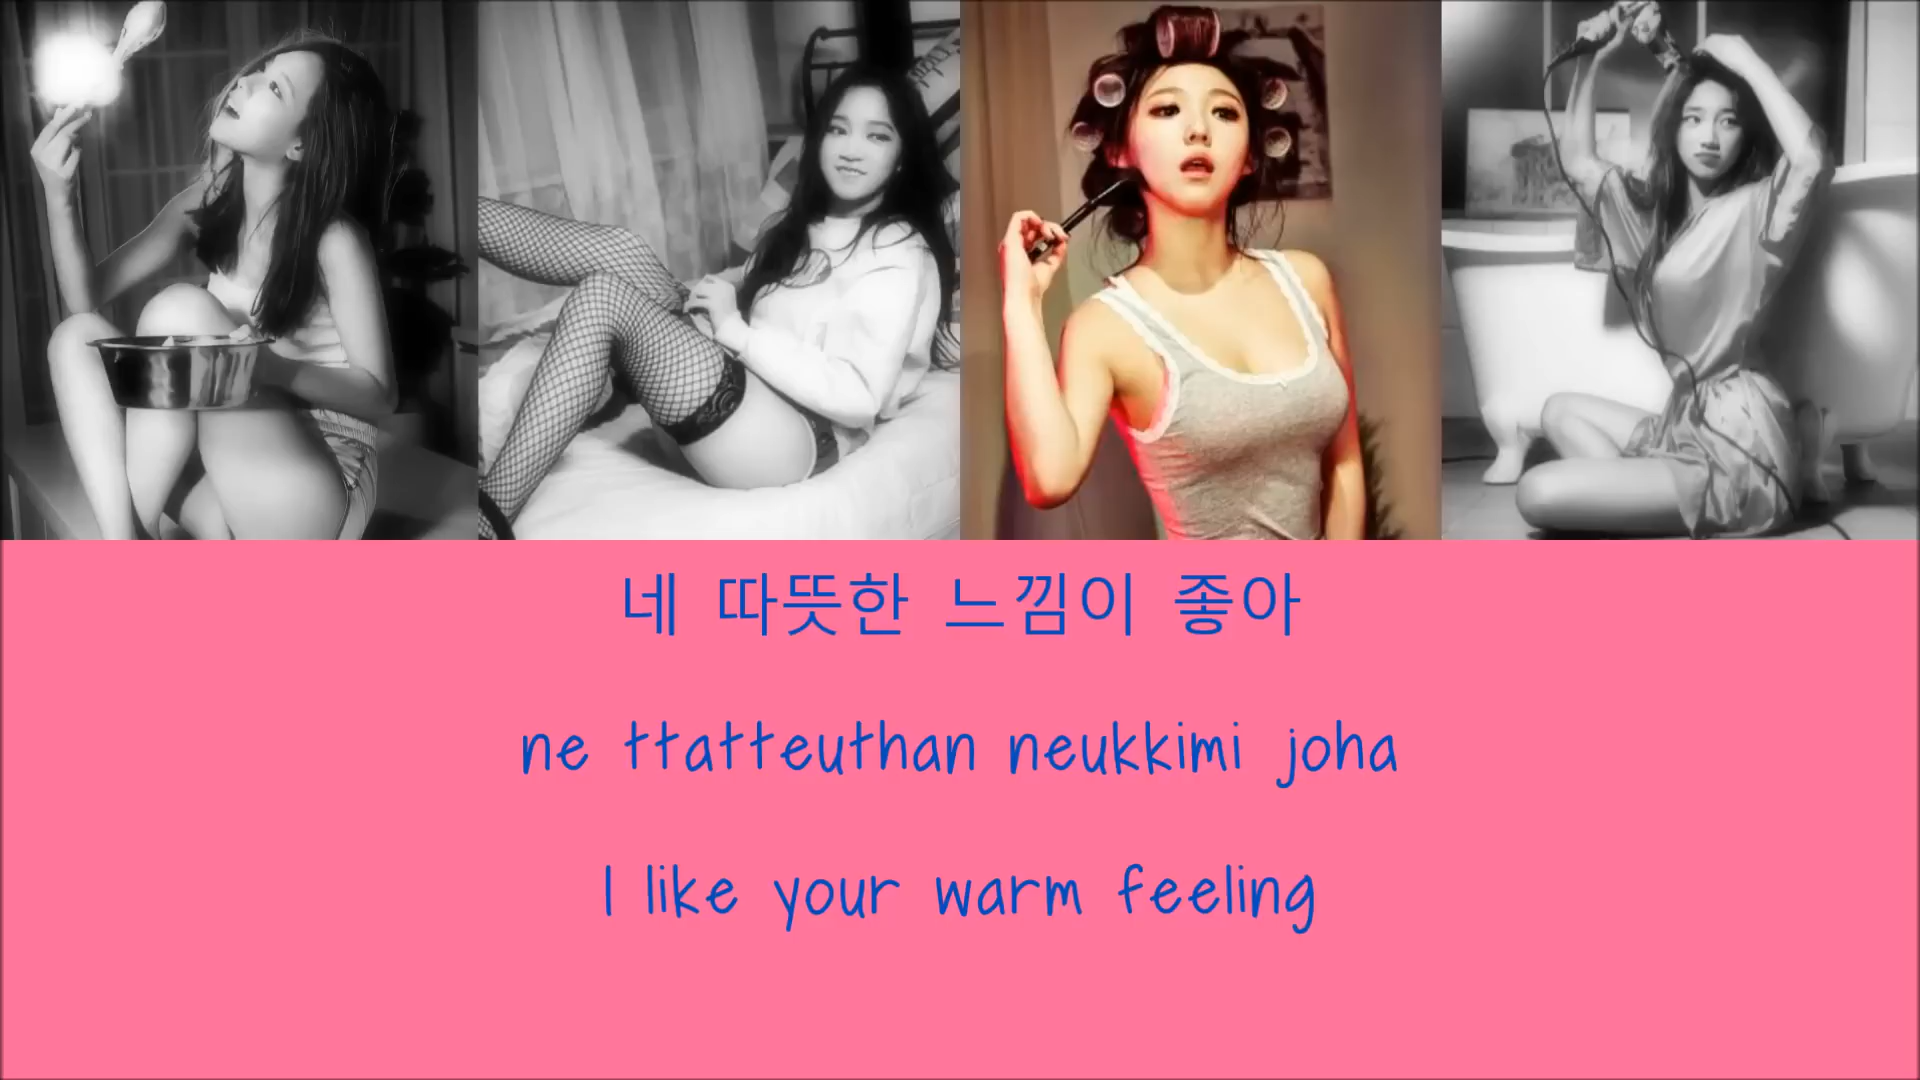 네 따뜻한 느낌이 좋아
ne ttatteuthan neukkimi joha
I like your warm feeling